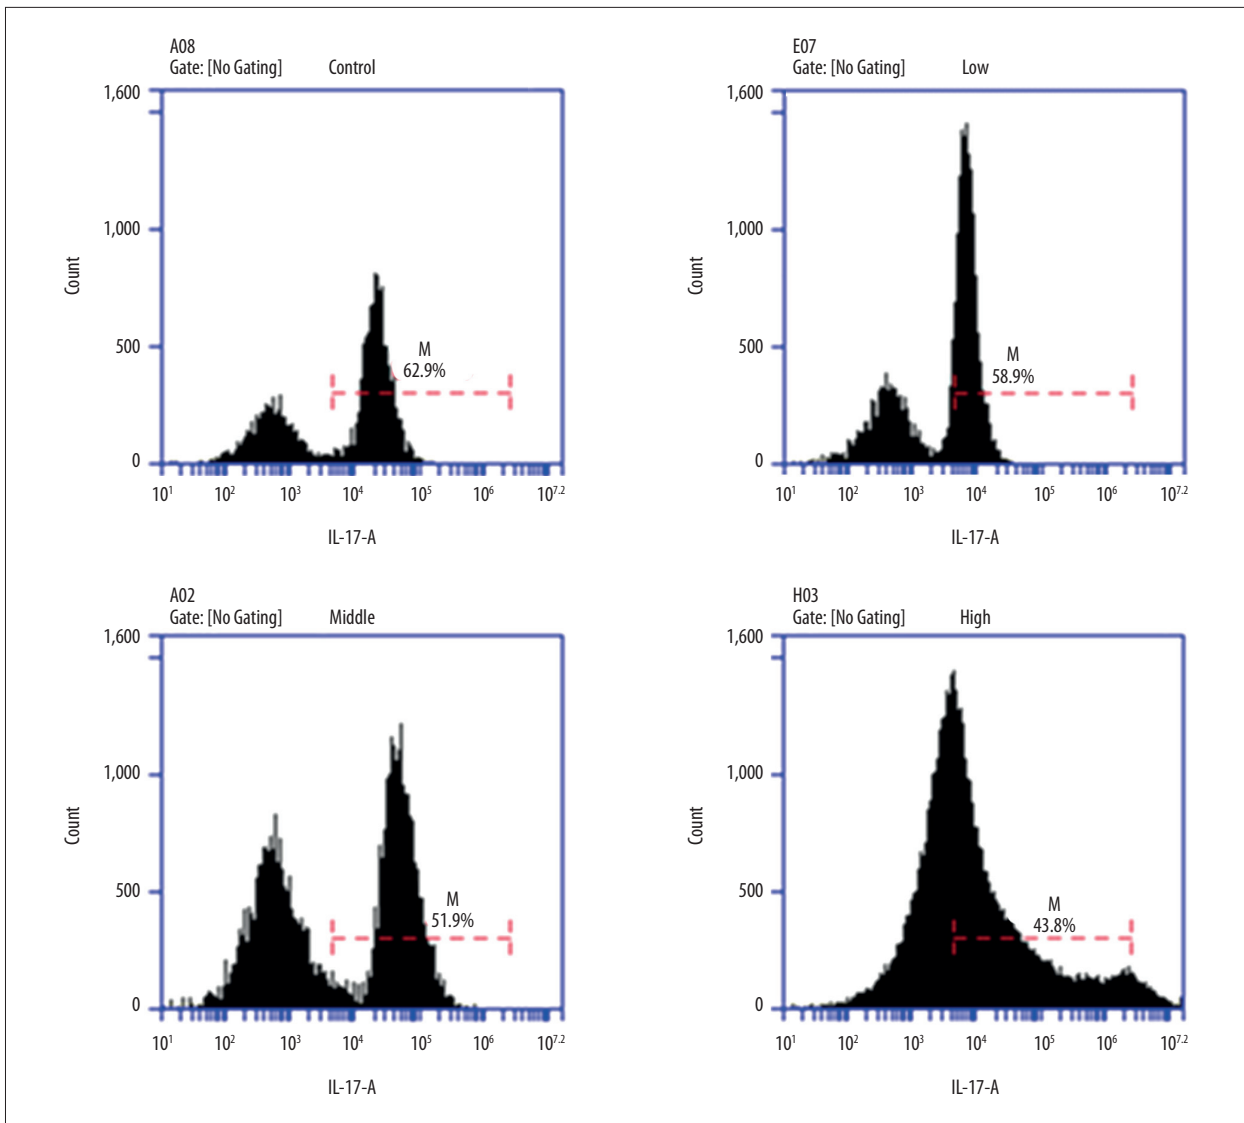 A08
Gate: [No Gating] Control
1,600
1,000
500
0
Count
M
62.9%
10¹ 10² 10³ 10⁴ 10⁵ 10⁶ 10⁷·²
IL-17-A
E07
Gate: [No Gating] Low
1,600
1,000
500
0
Count
M
58.9%
10¹ 10² 10³ 10⁴ 10⁵ 10⁶ 10⁷·²
IL-17-A
A02
Gate: [No Gating] Middle
1,600
1,000
500
0
Count
M
51.9%
10¹ 10² 10³ 10⁴ 10⁵ 10⁶ 10⁷·²
IL-17-A
H03
Gate: [No Gating] High
1,600
1,000
500
0
Count
M
43.8%
10¹ 10² 10³ 10⁴ 10⁵ 10⁶ 10⁷·²
IL-17-A